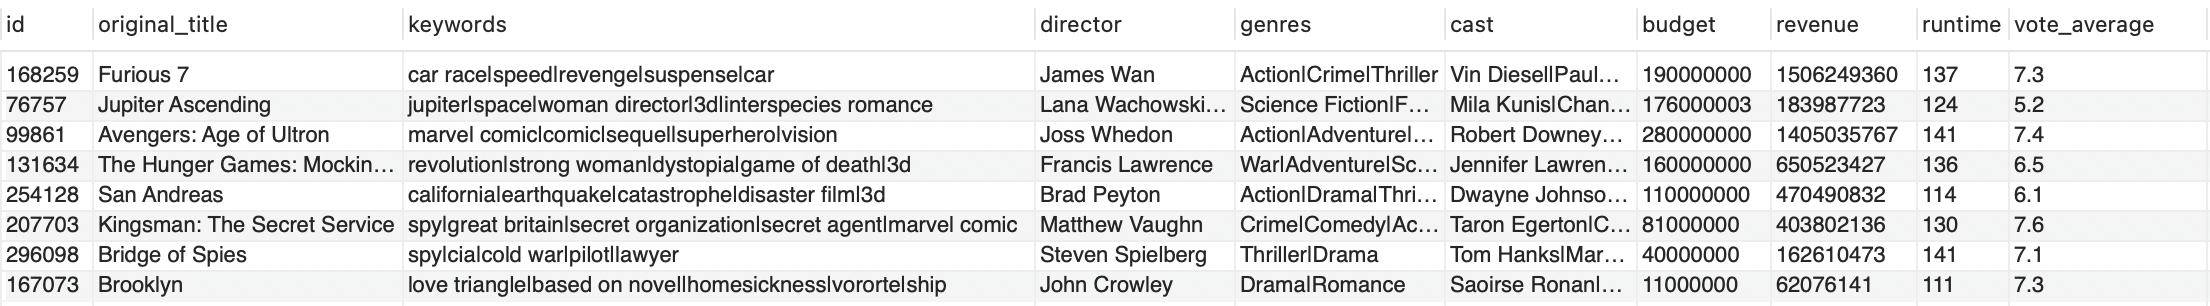 id original_title keywords director genres cast budget revenue runtime vote_average
168259 Furious 7 car race|speed|revenge|suspense|car James Wan Action|Crime|Thriller Vin Diesel|Paul… 190000000 1506249360 137 7.3
76757 Jupiter Ascending jupiter|space|woman director|3d|interspecies romance Lana Wachowski… Science Fiction|F… Mila Kunis|Chan… 176000003 183987723 124 5.2
99861 Avengers: Age of Ultron marvel comic|comic|sequel|superhero|vision Joss Whedon Action|Adventure|… Robert Downey… 280000000 1405035767 141 7.4
131634 The Hunger Games: Mockin… revolution|strong woman|dystopia|game of death|3d Francis Lawrence War|Adventure|Sc… Jennifer Lawren… 160000000 650523427 136 6.5
254128 San Andreas california|earthquake|catastrophe|disaster film|3d Brad Peyton Action|Drama|Thri… Dwayne Johnso… 110000000 470490832 114 6.1
207703 Kingsman: The Secret Service spy|great britain|secret organization|secret agent|marvel comic Matthew Vaughn Crime|Comedy|Ac… Taron Egerton|C… 81000000 403802136 130 7.6
296098 Bridge of Spies spy|cia|cold war|pilot|lawyer Steven Spielberg Thriller|Drama Tom Hanks|Mar… 40000000 162610473 141 7.1
167073 Brooklyn love triangle|based on novel|homesickness|vorort|ship John Crowley Drama|Romance Saoirse Ronan|… 11000000 62076141 111 7.3